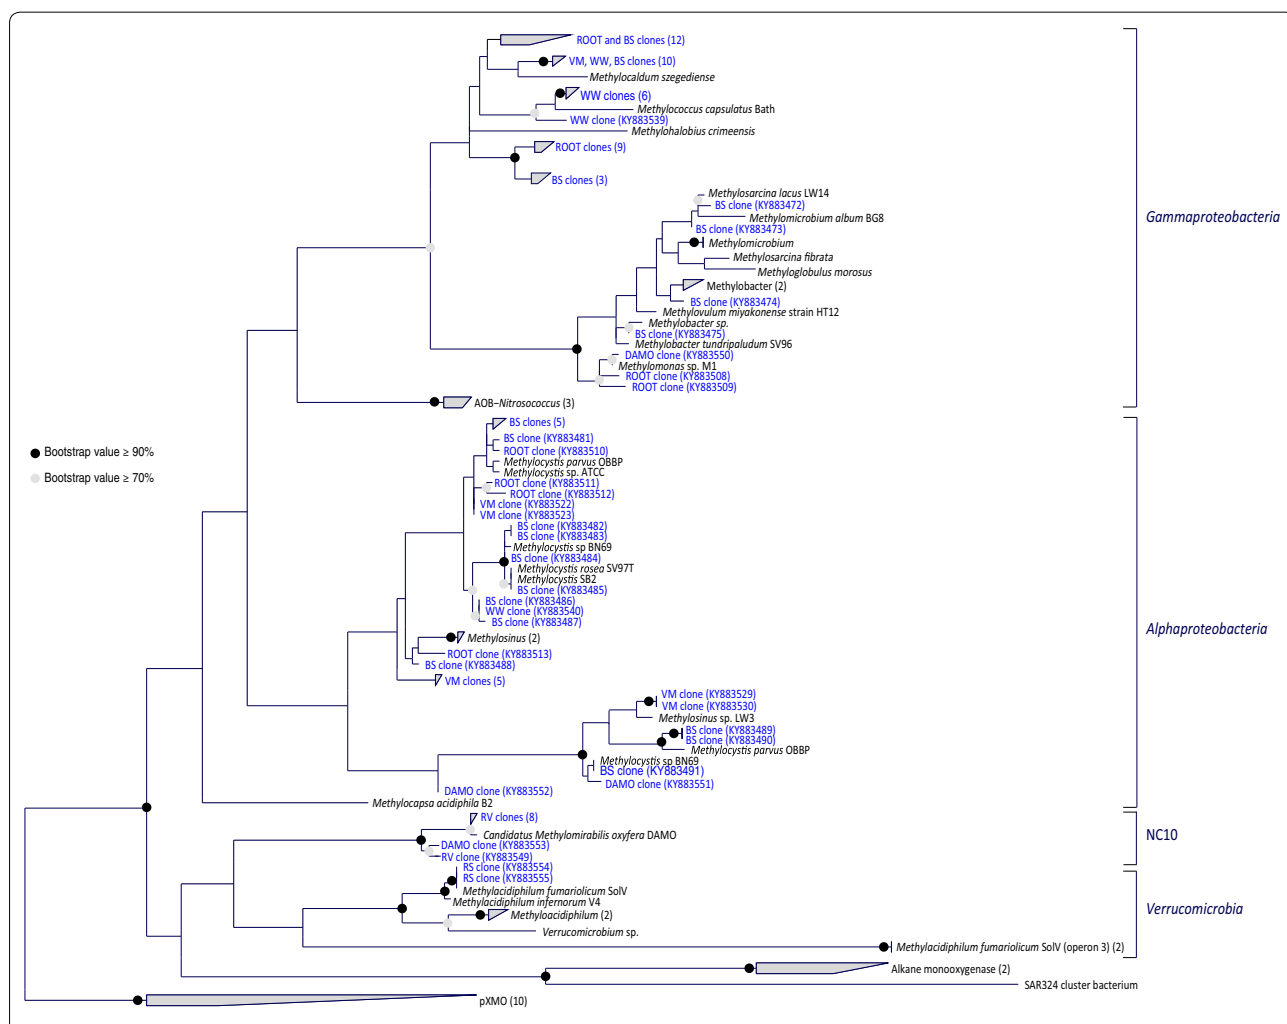 ROOT and BS clones (12)
VM, WW, BS clones (10)
Methylocaldum szegediense
WW clones (6)
Methylococcus capsulatus Bath
WW clone (KY883539)
Methylohalobius crimeensis
ROOT clones (9)
BS clones (3)
Methylosarcina lacus LW14
BS clone (KY883472)
Methylomicrobium album BG8
BS clone (KY883473)
Methylomicrobium
Methylosarcina fibrata
Methyloglobulus morosus
Methylobacter (2)
BS clone (KY883474)
Methylovulum miyakonense strain HT12
Methylobacter sp.
BS clone (KY883475)
Methylobacter tundripaludum SV96
DAMO clone (KY883550)
Methylomonas sp. M1
ROOT clone (KY883508)
ROOT clone (KY883509)
AOB–Nitrosococcus (3)
Gammaproteobacteria
Bootstrap value ≥ 90%
Bootstrap value ≥ 70%
BS clones (5)
BS clone (KY883481)
ROOT clone (KY883510)
Methylocystis parvus OBBP
Methylocystis sp. ATCC
ROOT clone (KY883511)
ROOT clone (KY883512)
VM clone (KY883522)
VM clone (KY883523)
BS clone (KY883482)
BS clone (KY883483)
Methylocystis sp BN69
BS clone (KY883484)
Methylocystis rosea SV97T
Methylocystis SB2
BS clone (KY883485)
BS clone (KY883486)
WW clone (KY883540)
BS clone (KY883487)
Methylosinus (2)
ROOT clone (KY883513)
BS clone (KY883488)
VM clones (5)
VM clone (KY883529)
VM clone (KY883530)
Methylosinus sp. LW3
BS clone (KY883489)
BS clone (KY883490)
Methylocystis parvus OBBP
Methylocystis sp BN69
BS clone (KY883491)
DAMO clone (KY883551)
DAMO clone (KY883552)
Methylocapsa acidiphila B2
Alphaproteobacteria
RV clones (8)
Candidatus Methylomirabilis oxyfera DAMO
DAMO clone (KY883553)
RV clone (KY883549)
NC10
RS clone (KY883554)
RS clone (KY883555)
Methylacidiphilum fumariolicum SolV
Methylacidiphilum infernorum V4
Methyloacidiphilum (2)
Verrucomicrobium sp.
Methylacidiphilum fumariolicum SolV (operon 3) (2)
Verrucomicrobia
Alkane monooxygenase (2)
SAR324 cluster bacterium
pXMO (10)